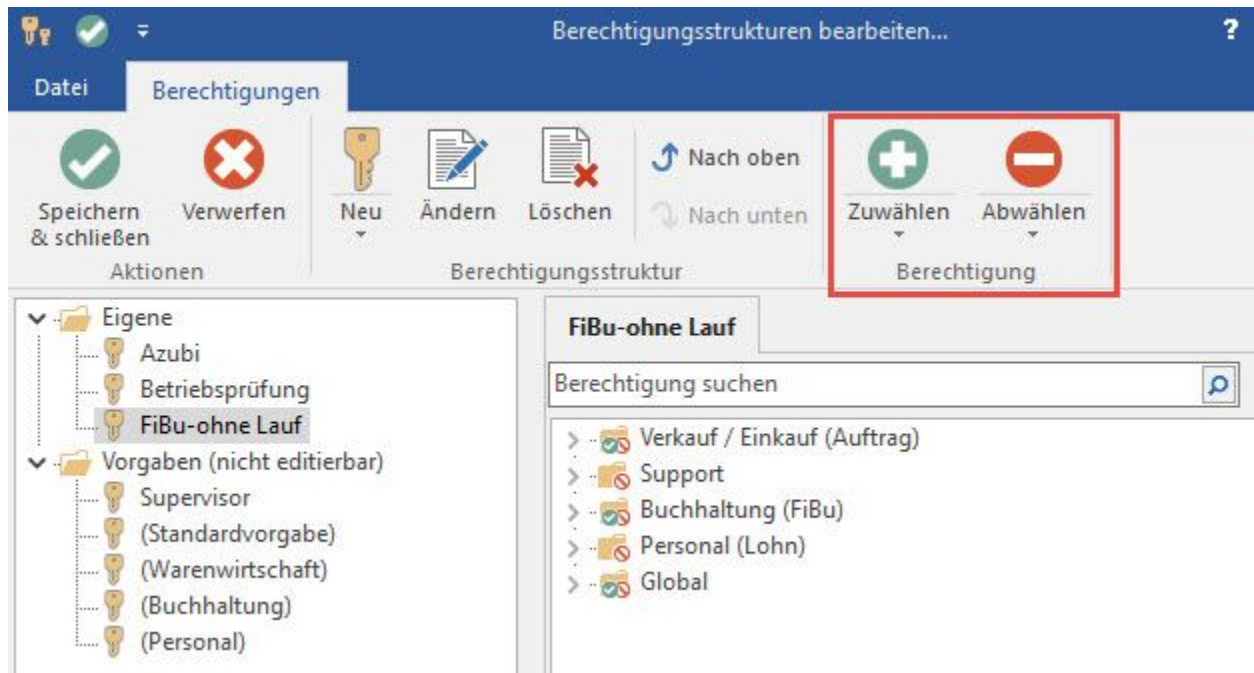 Berechtigungsstrukturen bearbeiten... ?
Datei Berechtigungen
Speichern & schließen
Verwerfen
Neu
Ändern
Löschen
Nach oben
Nach unten
Zuwählen
Abwählen
Aktionen
Berechtigungsstruktur
Berechtigung
Eigene
Azubi
Betriebsprüfung
FiBu-ohne Lauf
Vorgaben (nicht editierbar)
Supervisor
(Standardvorgabe)
(Warenwirtschaft)
(Buchhaltung)
(Personal)
FiBu-ohne Lauf
Berechtigung suchen
Verkauf / Einkauf (Auftrag)
Support
Buchhaltung (FiBu)
Personal (Lohn)
Global